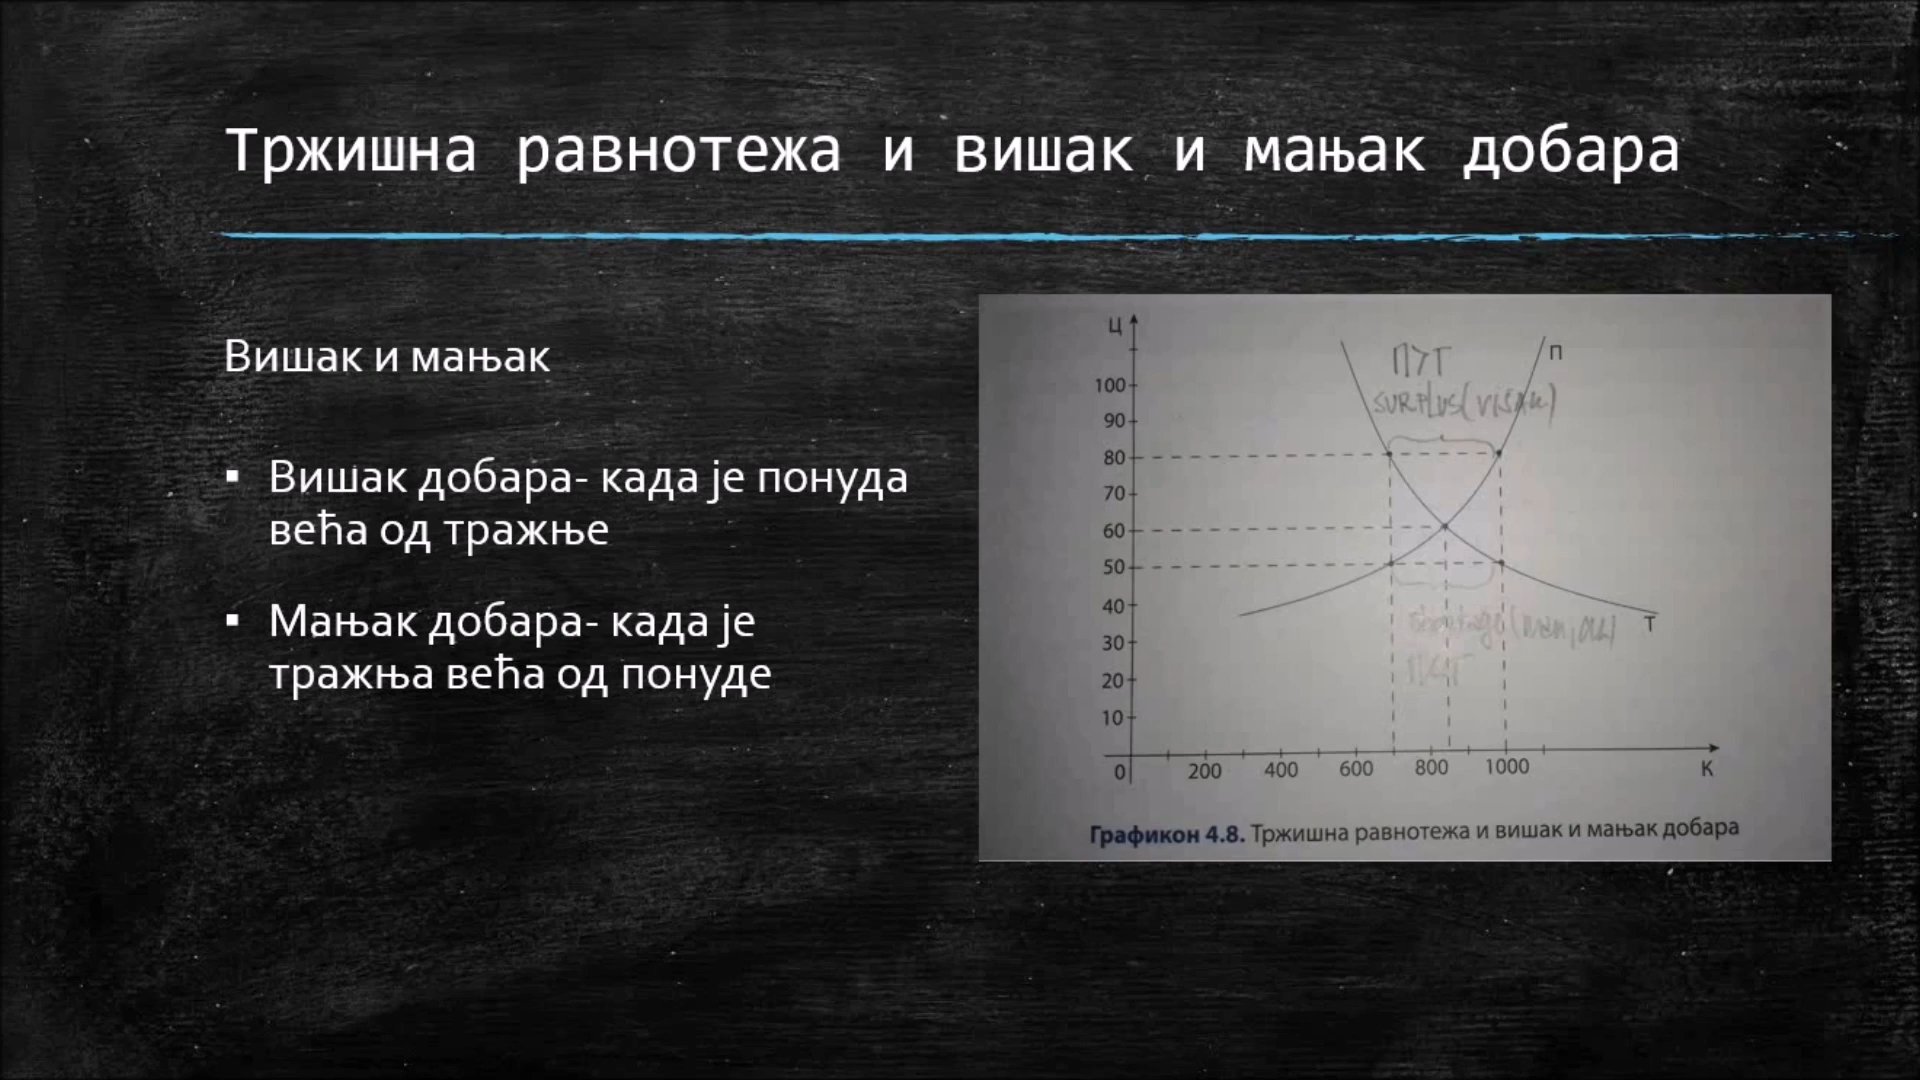 Тржишна равнотежа и вишак и мањак добара
Вишак и мањак
▪ Вишак добара- када је понуда
већа од тражње
▪ Мањак добара- када је
тражња већа од понуде
Ц
П
П>Т
SURPLUS(VISAK)
100
90
80
70
60
50
40
30
20
10
Т
П<Т
0 200 400 600 800 1000 К
Графикон 4.8. Тржишна равнотежа и вишак и мањак добара